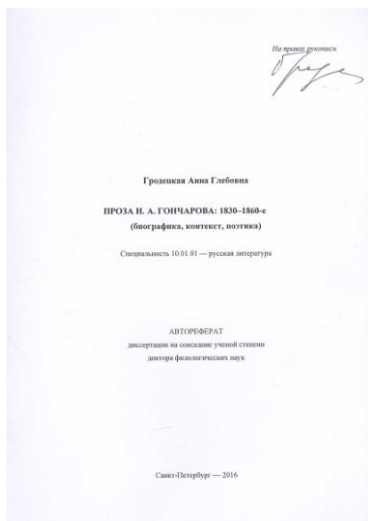 На правах рукописи
Гродецкая Анна Глебовна
ПРОЗА И. А. ГОНЧАРОВА: 1830–1860-е
(биографика, контекст, поэтика)
Специальность 10.01.01 — русская литература
АВТОРЕФЕРАТ
диссертации на соискание ученой степени
доктора филологических наук
Санкт-Петербург — 2016